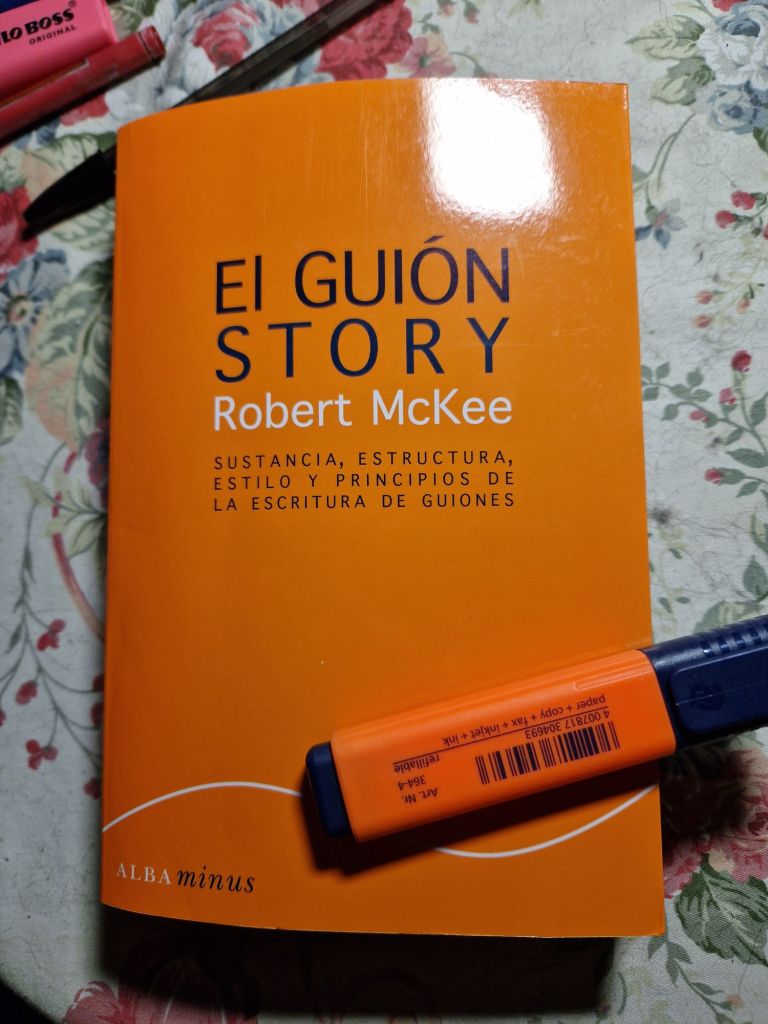 LO BOSS
ORIGINAL
El GUIÓN
STORY
Robert McKee
SUSTANCIA, ESTRUCTURA,
ESTILO Y PRINCIPIOS DE
LA ESCRITURA DE GUIONES
paper + copy + fax + inkjet + ink
4 007817 304693
refillable
Art. Nr.
364-4
ALBA minus